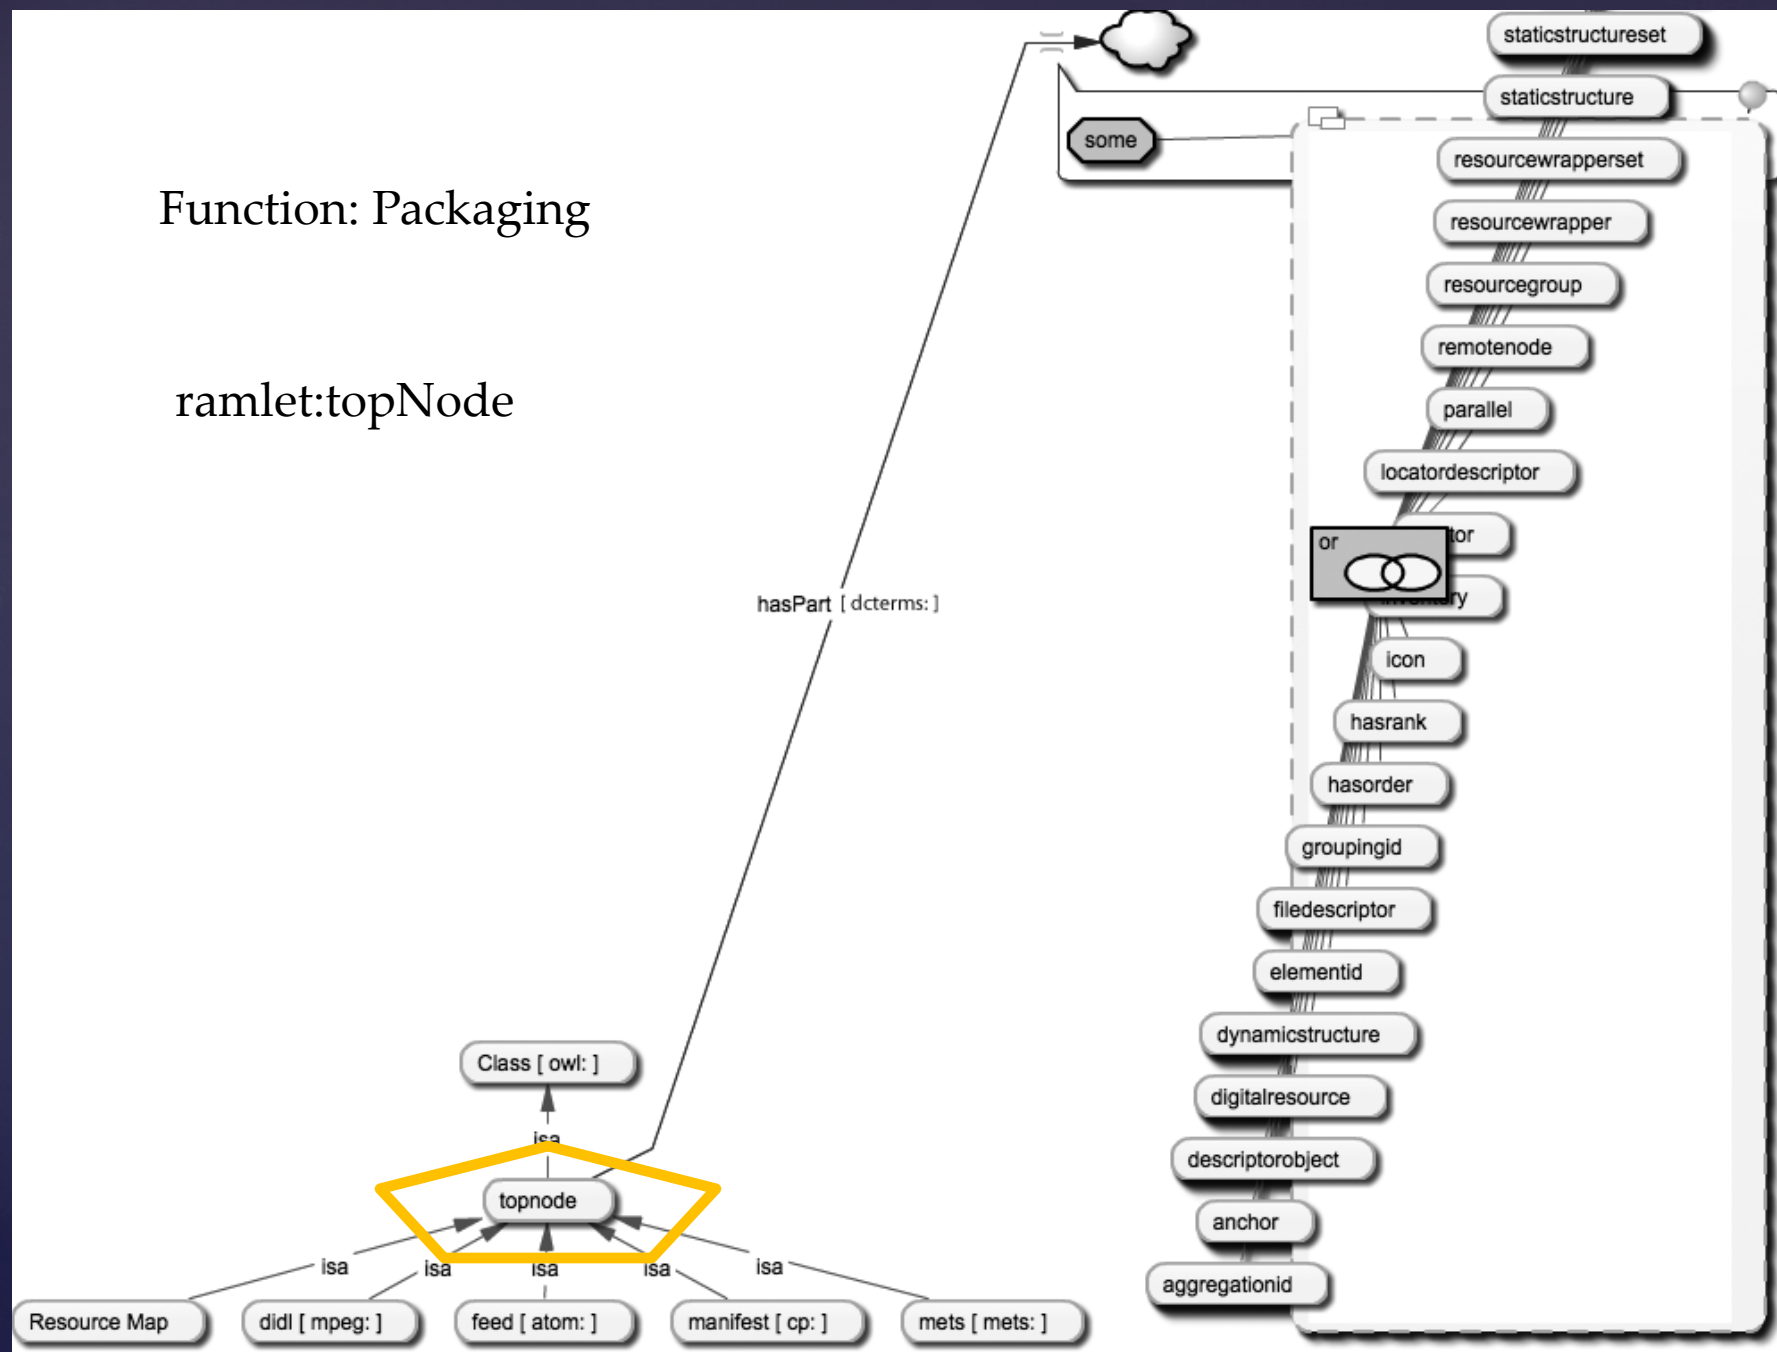 staticstructureset
staticstructure
some
resourcewrapperset
Function: Packaging
resourcewrapper
resourcegroup
remotenode
ramlet:topNode
parallel
locatordescriptor
or
hasPart [ dcterms: ]
icon
hasrank
hasorder
groupingid
filedescriptor
elementid
dynamicstructure
Class [ owl: ]
digitalresource
isa
descriptorobject
topnode
anchor
isa isa isa isa isa
aggregationid
Resource Map didl [ mpeg: ] feed [ atom: ] manifest [ cp: ] mets [ mets: ]